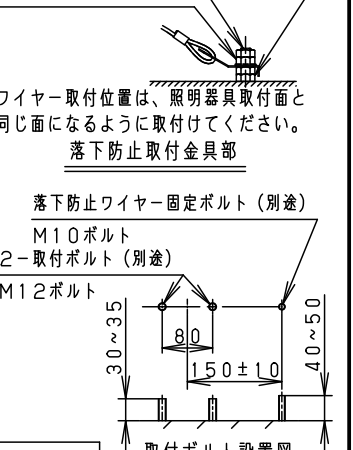 ワイヤー取付位置は、照明器具取付面と
同じ面になるように取付けてください。
落下防止取付金具部
落下防止ワイヤー固定ボルト（別途）
M10ボルト
2−取付ボルト（別途）
M12ボルト
80
150±10
30~35
40~50
取付ボルト設置図